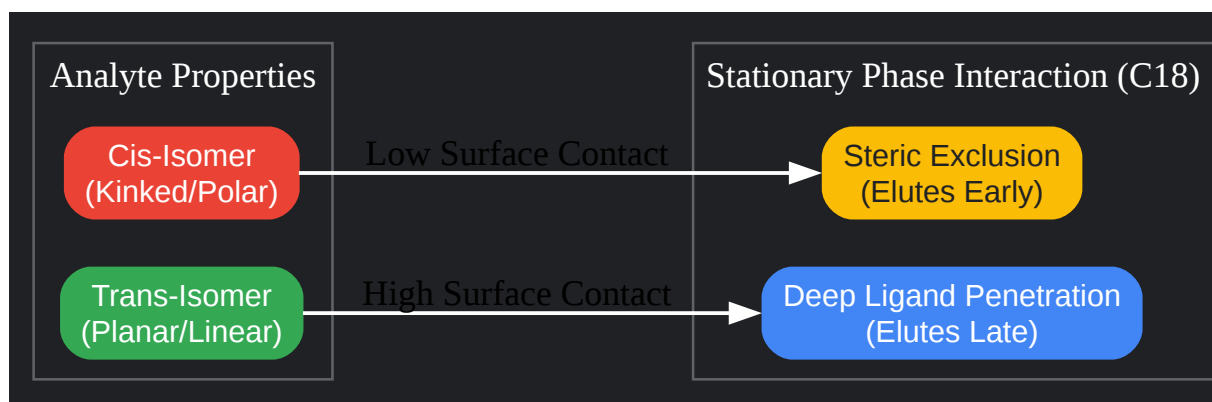 Analyte Properties
Stationary Phase Interaction (C18)
Cis-Isomer
(Kinked/Polar)
Low Surface Contact
Steric Exclusion
(Elutes Early)
Trans-Isomer
(Planar/Linear)
High Surface Contact
Deep Ligand Penetration
(Elutes Late)